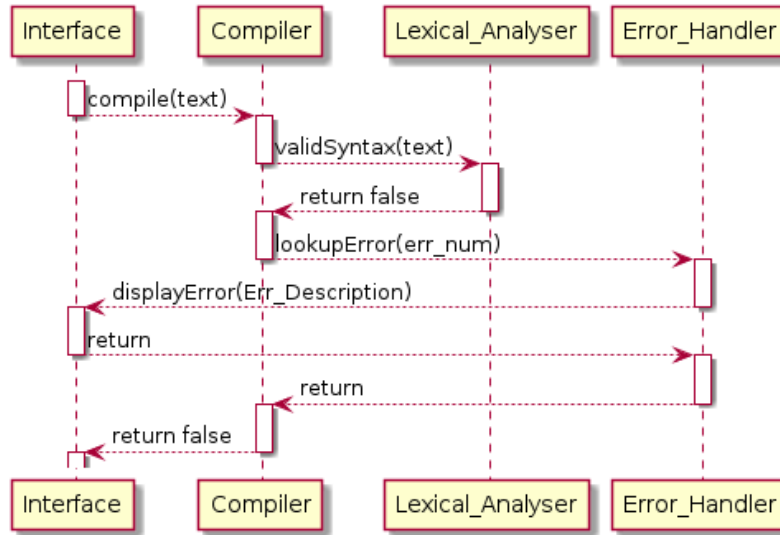 Interface
Compiler
Lexical_Analyser
Error_Handler
compile(text)
validSyntax(text)
return false
lookupError(err_num)
displayError(Err_Description)
return
return
return false
Interface
Compiler
Lexical_Analyser
Error_Handler